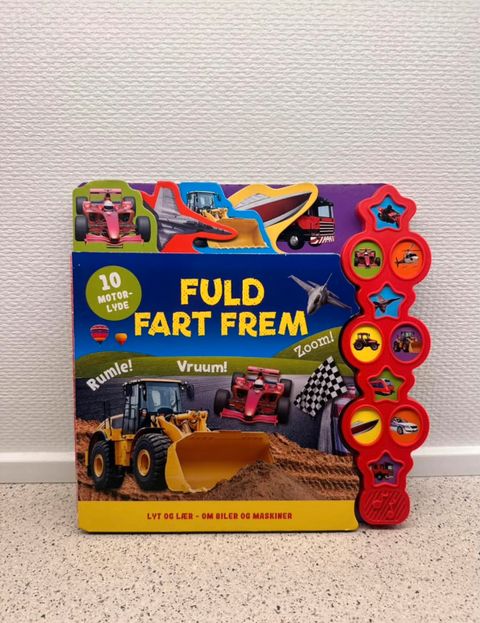 10
MOTOR-
LYDE
FULD
FART FREM
Zoom!
Vruum!
Rumle!
LYT OG LÆR - OM BILER OG MASKINER